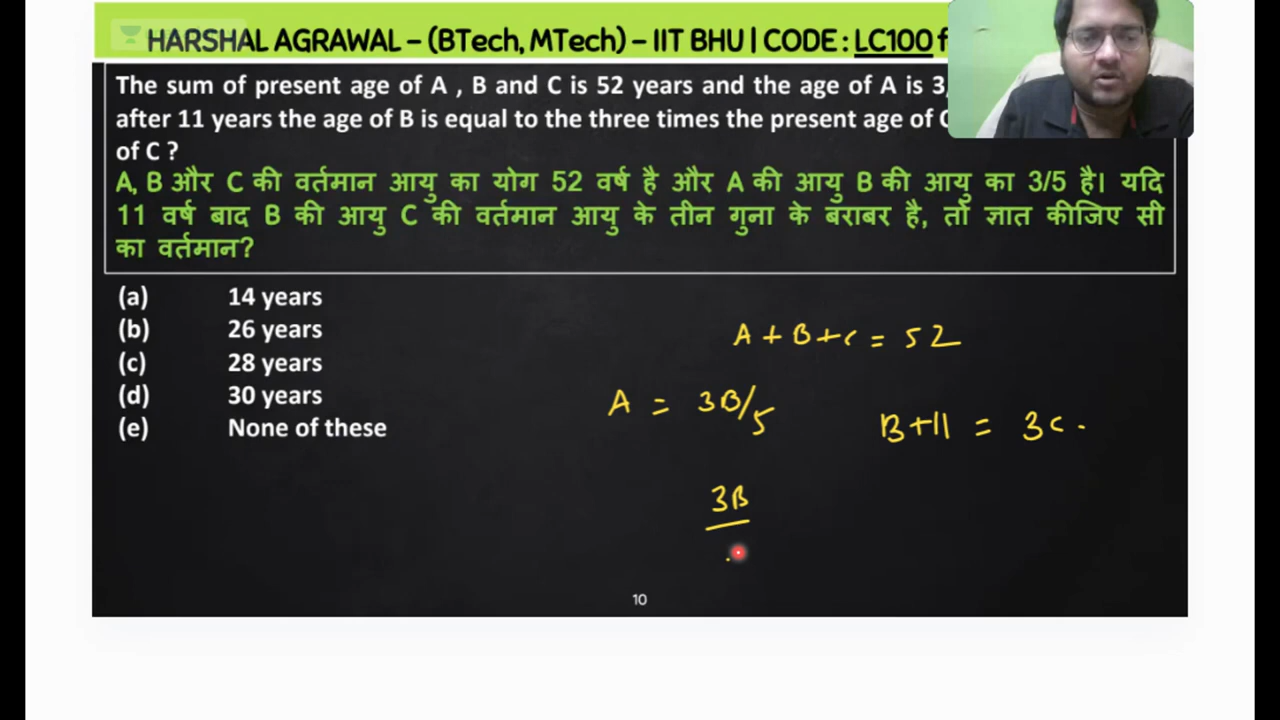 HARSHAL AGRAWAL – (BTech, MTech) – IIT BHU | CODE : LC100 f
The sum of present age of A , B and C is 52 years and the age of A is 3
after 11 years the age of B is equal to the three times the present age of
of C ?
A, B और C की वर्तमान आयु का योग 52 वर्ष है और A की आयु B की आयु का 3/5 है। यदि
11 वर्ष बाद B की आयु C की वर्तमान आयु के तीन गुना के बराबर है, तो ज्ञात कीजिए सी
का वर्तमान?
(a) 14 years
(b) 26 years
(c) 28 years
(d) 30 years
(e) None of these
A + B + C = 52
A = 3B/5
B+11 = 3C.
3B
10